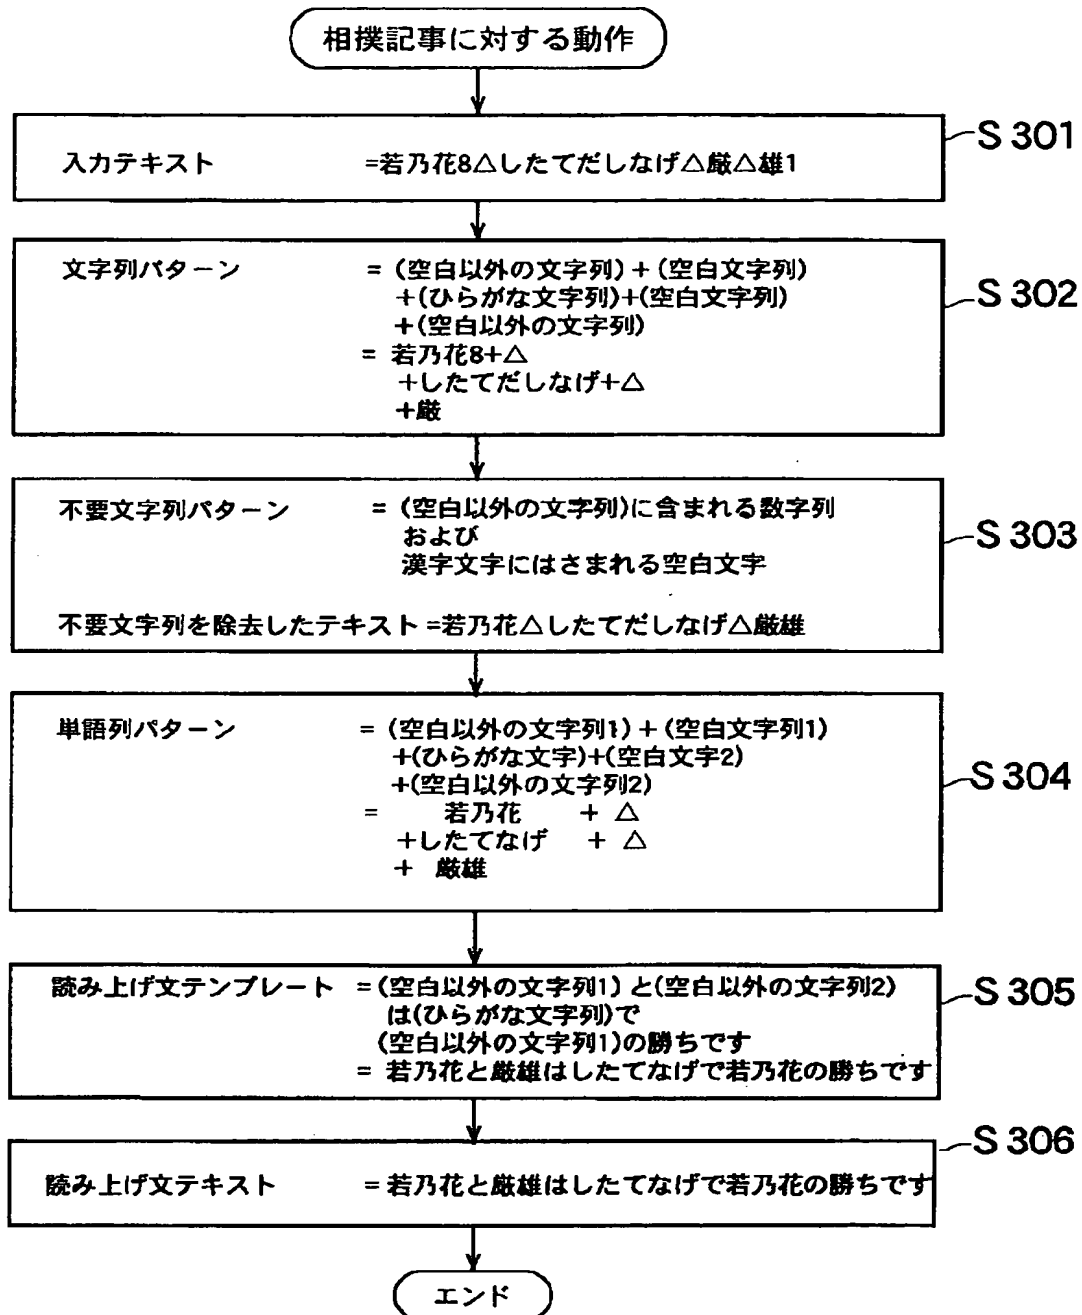 相撲記事に対する動作
入力テキスト =若乃花8△したてだしなげ△厳△雄1
S301
文字列パターン = (空白以外の文字列)+(空白文字列)
+(ひらがな文字列)+(空白文字列)
+(空白以外の文字列)
= 若乃花8+△
+したてだしなげ+△
+厳
S302
不要文字列パターン = (空白以外の文字列)に含まれる数字列
および
漢字文字にはさまれる空白文字
不要文字列を除去したテキスト =若乃花△したてだしなげ△厳雄
S303
単語列パターン = (空白以外の文字列1)+(空白文字列1)
+(ひらがな文字)+(空白文字2)
+(空白以外の文字列2)
= 若乃花 + △
+したてなげ + △
+ 厳雄
S304
読み上げ文テンプレート =(空白以外の文字列1) と(空白以外の文字列2)
は(ひらがな文字列)で
(空白以外の文字列1)の勝ちです
= 若乃花と厳雄はしたてなげで若乃花の勝ちです
S305
読み上げ文テキスト =若乃花と厳雄はしたてなげで若乃花の勝ちです
S306
エンド